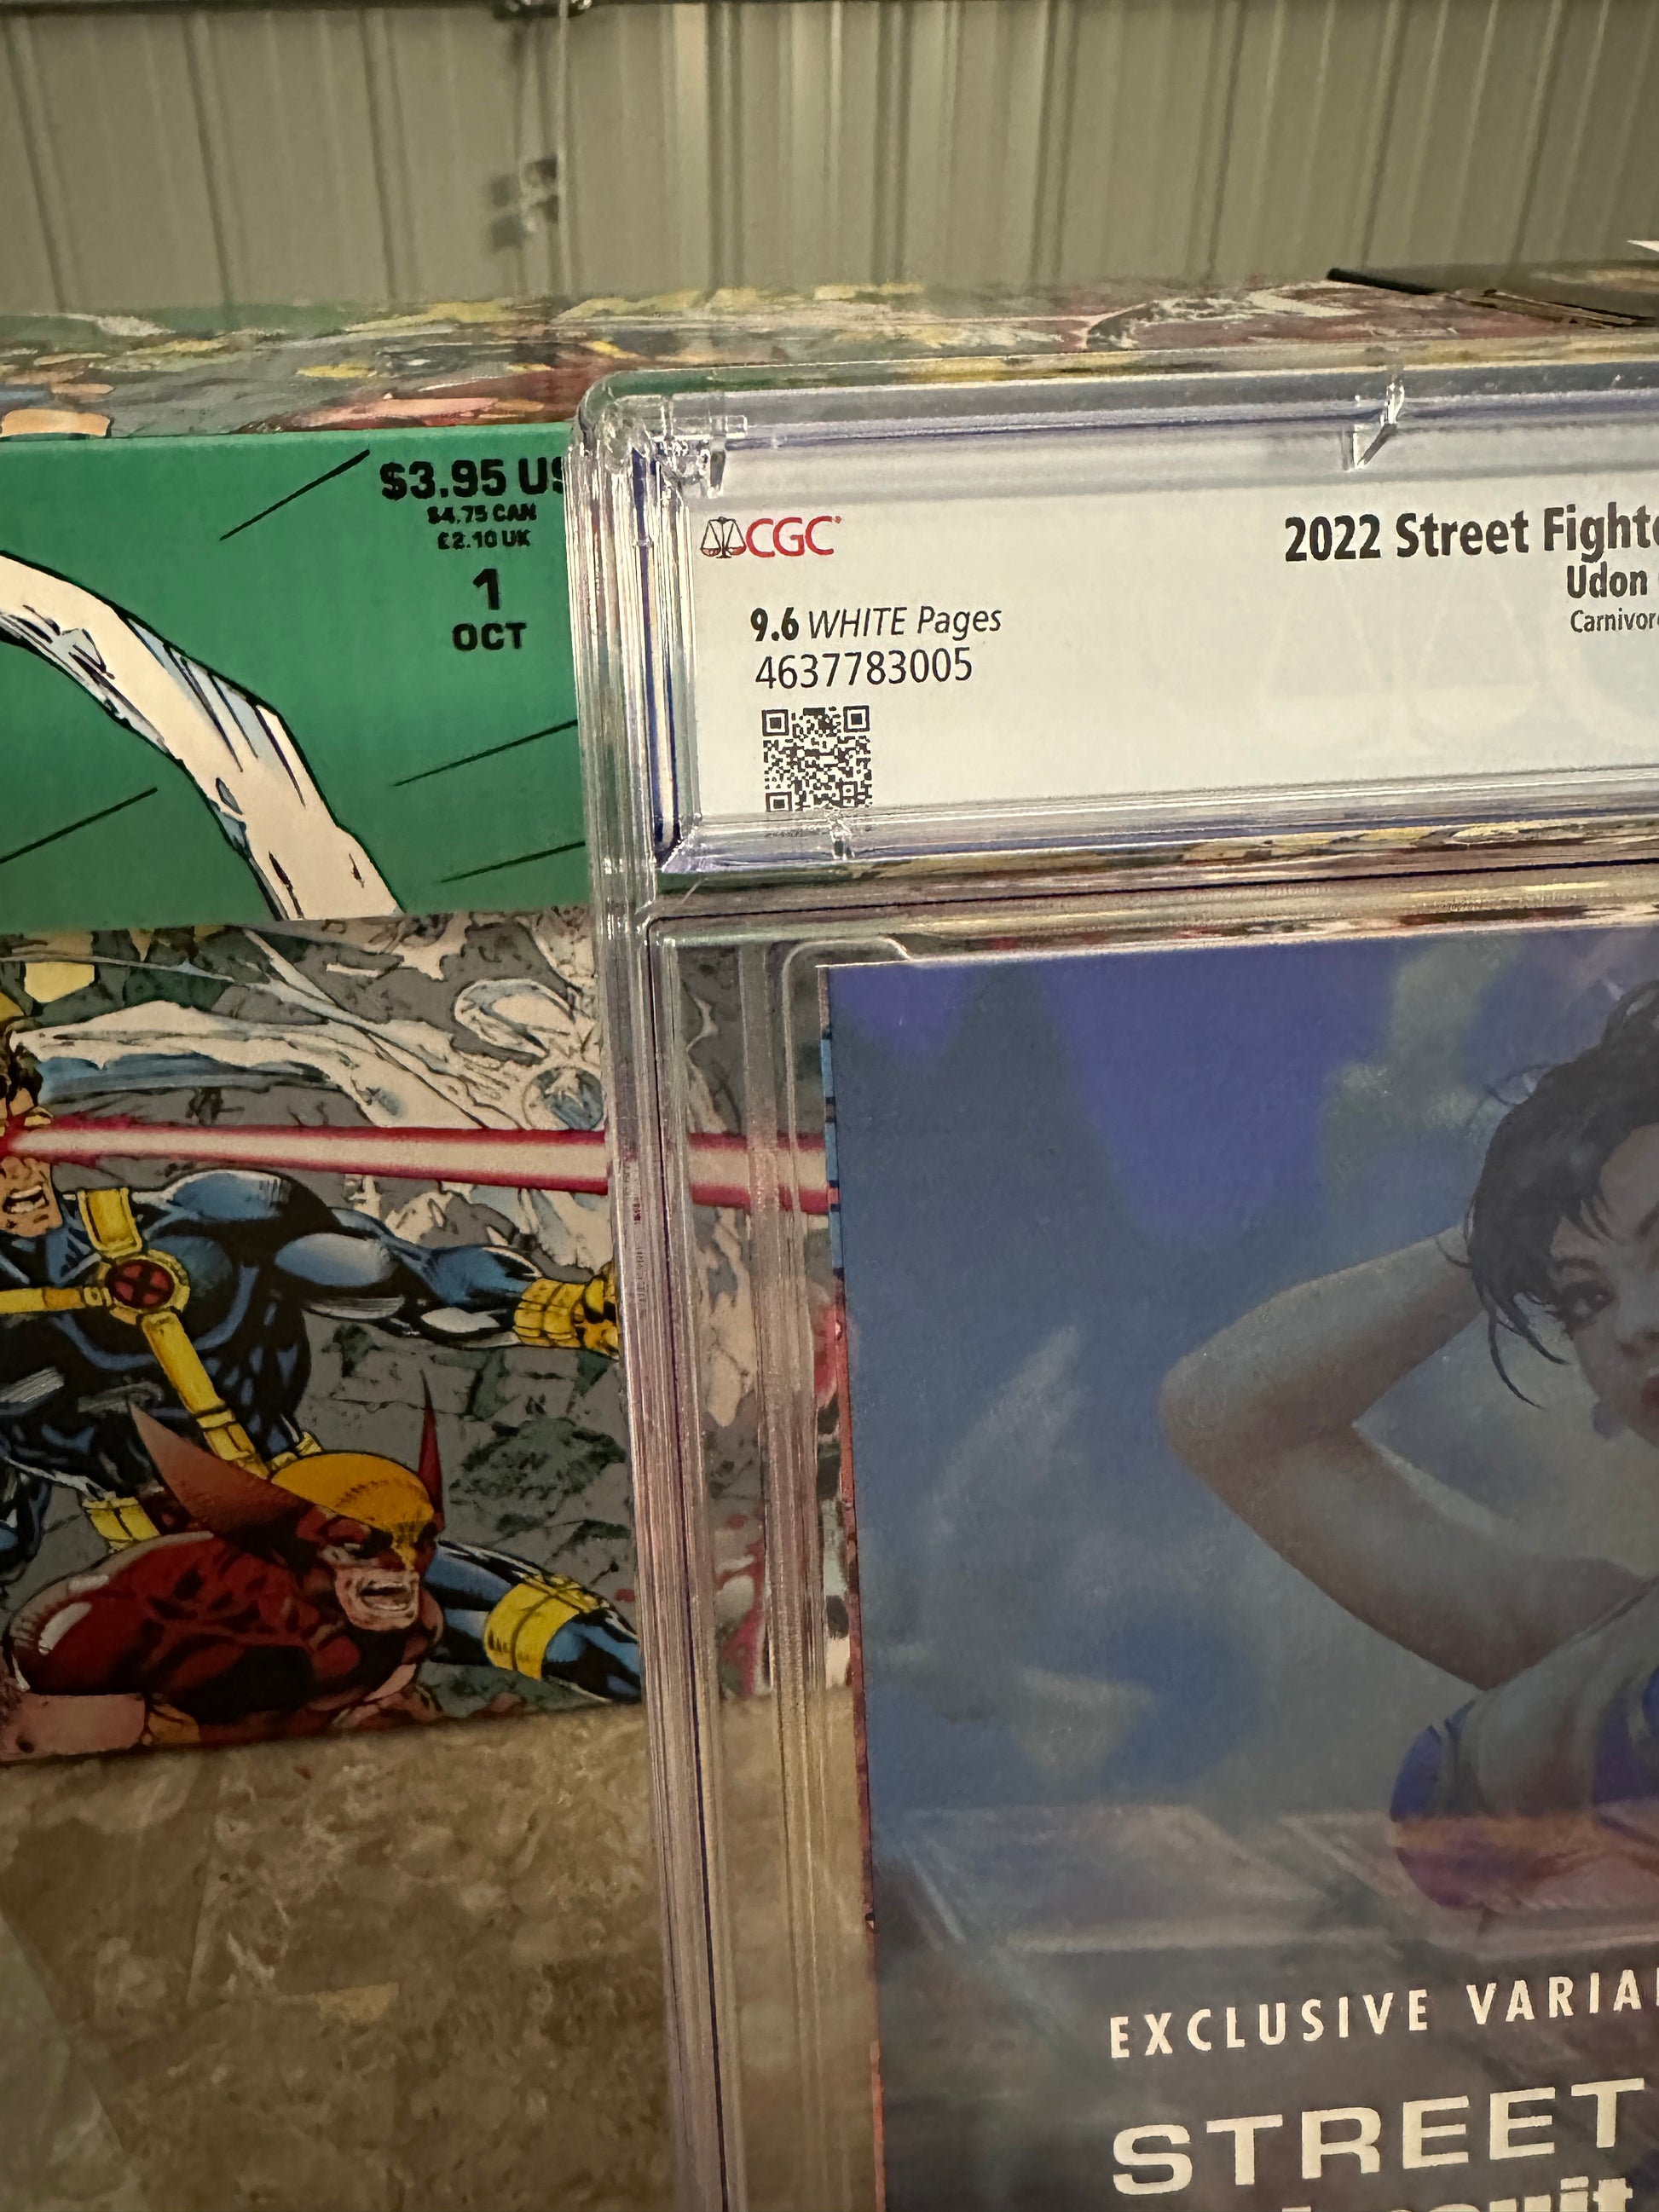 $3.95 US
$4.75 CAN
£2.10 UK
1
OCT
CGC
2022 Street Fighte
Udon
Carnivor
9.6 WHITE Pages
4637783005
EXCLUSIVE VARIA
STREET